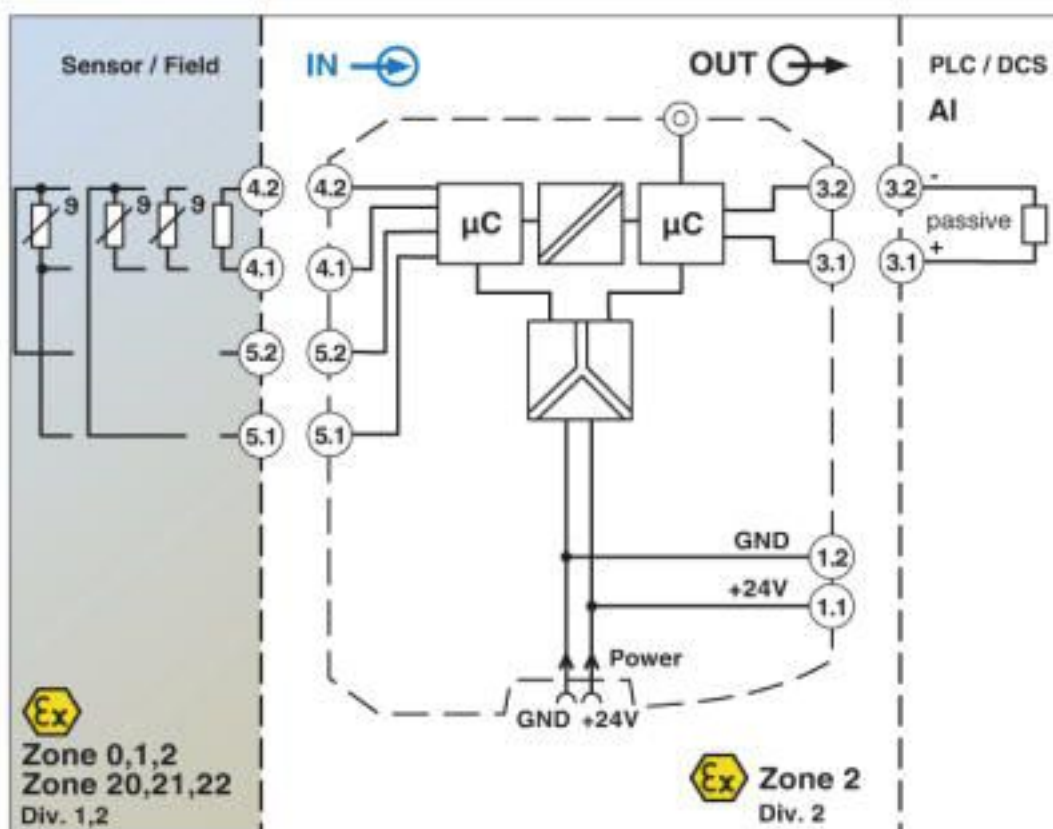 Sensor / Field
IN
OUT
PLC / DCS
AI
ϑ ϑ ϑ
4.2
4.2
µC
µC
3.2
3.2
-
passive
+
4.1
4.1
3.1
3.1
5.2
5.2
5.1
5.1
GND
1.2
+24V
1.1
Power
GND +24V
Ex
Zone 0,1,2
Zone 20,21,22
Div. 1,2
Ex
Zone 2
Div. 2